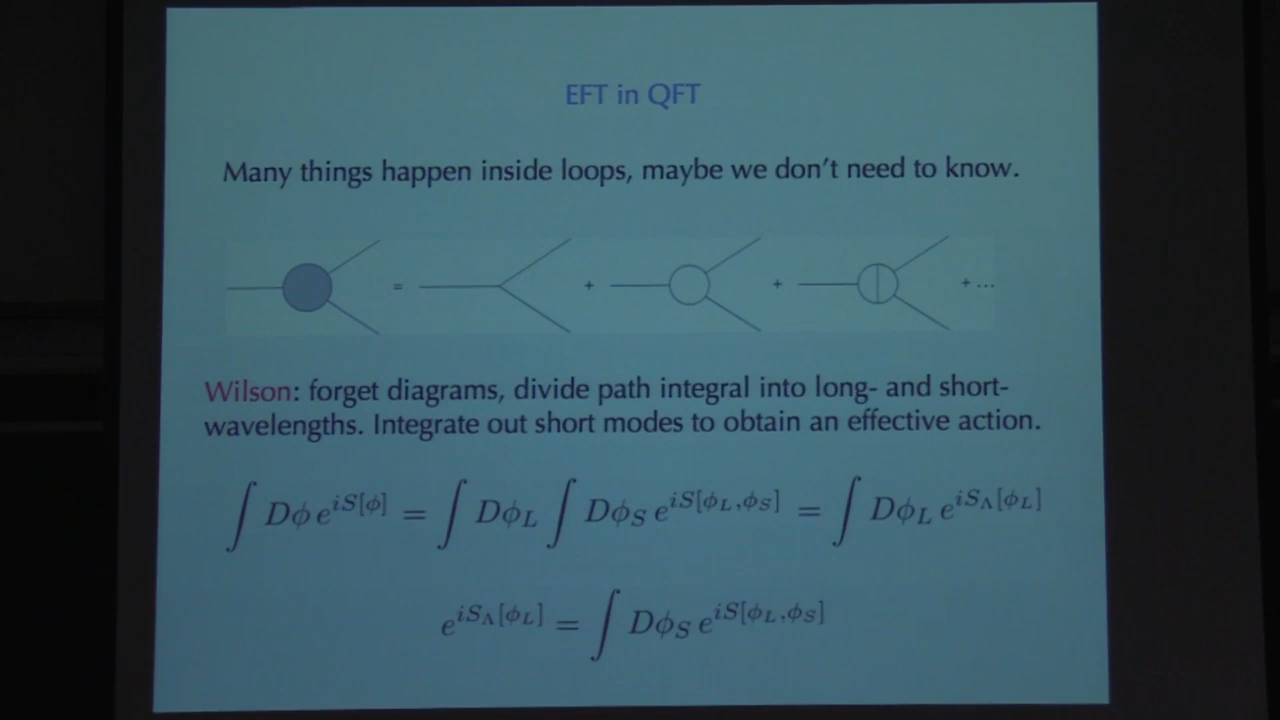 EFT in QFT
Many things happen inside loops, maybe we don't need to know.
= + + + ...
Wilson: forget diagrams, divide path integral into long- and short-
wavelengths. Integrate out short modes to obtain an effective action.
∫ Dϕ e^{iS[ϕ]} = ∫ Dϕ_L ∫ Dϕ_S e^{iS[ϕ_L,ϕ_S]} = ∫ Dϕ_L e^{iS_Λ[ϕ_L]}
e^{iS_Λ[ϕ_L]} = ∫ Dϕ_S e^{iS[ϕ_L,ϕ_S]}